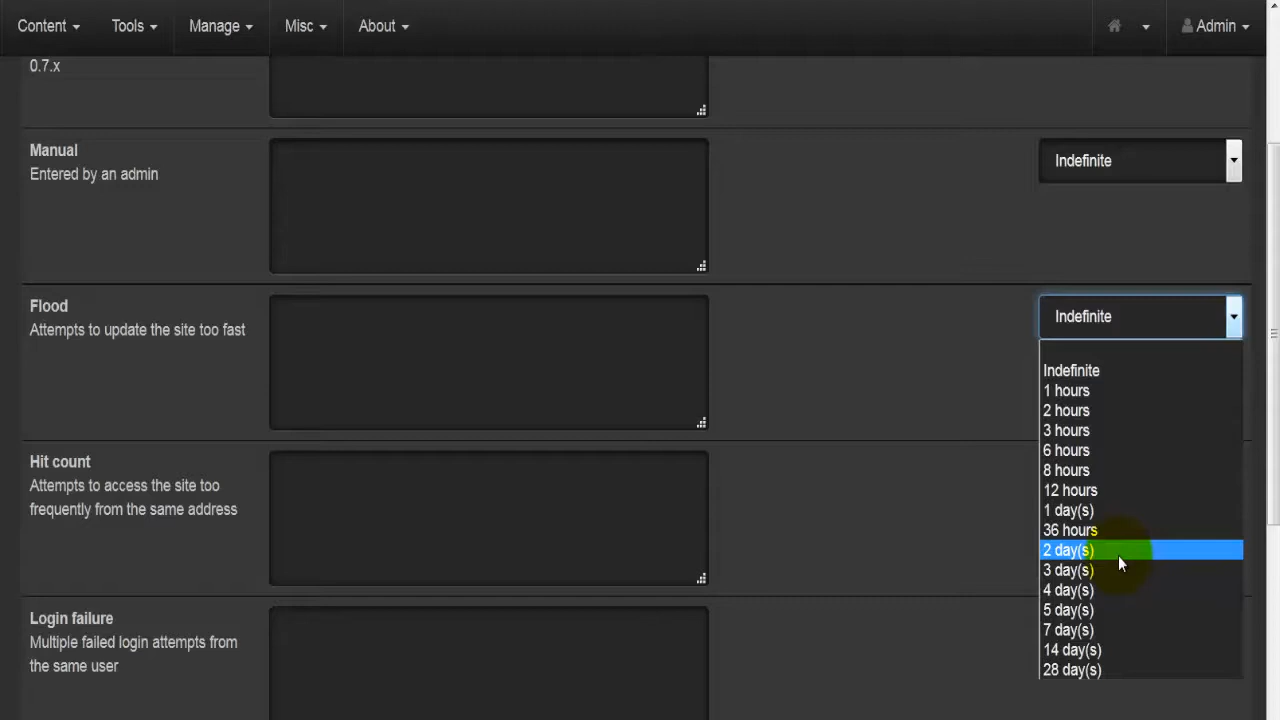 Content Tools Manage Misc About Admin
0.7.x
Manual
Entered by an admin
Indefinite
Flood
Attempts to update the site too fast
Indefinite
Indefinite
1 hours
2 hours
3 hours
6 hours
8 hours
12 hours
1 day(s)
36 hours
2 day(s)
3 day(s)
4 day(s)
5 day(s)
7 day(s)
14 day(s)
28 day(s)
Hit count
Attempts to access the site too
frequently from the same address
Login failure
Multiple failed login attempts from
the same user